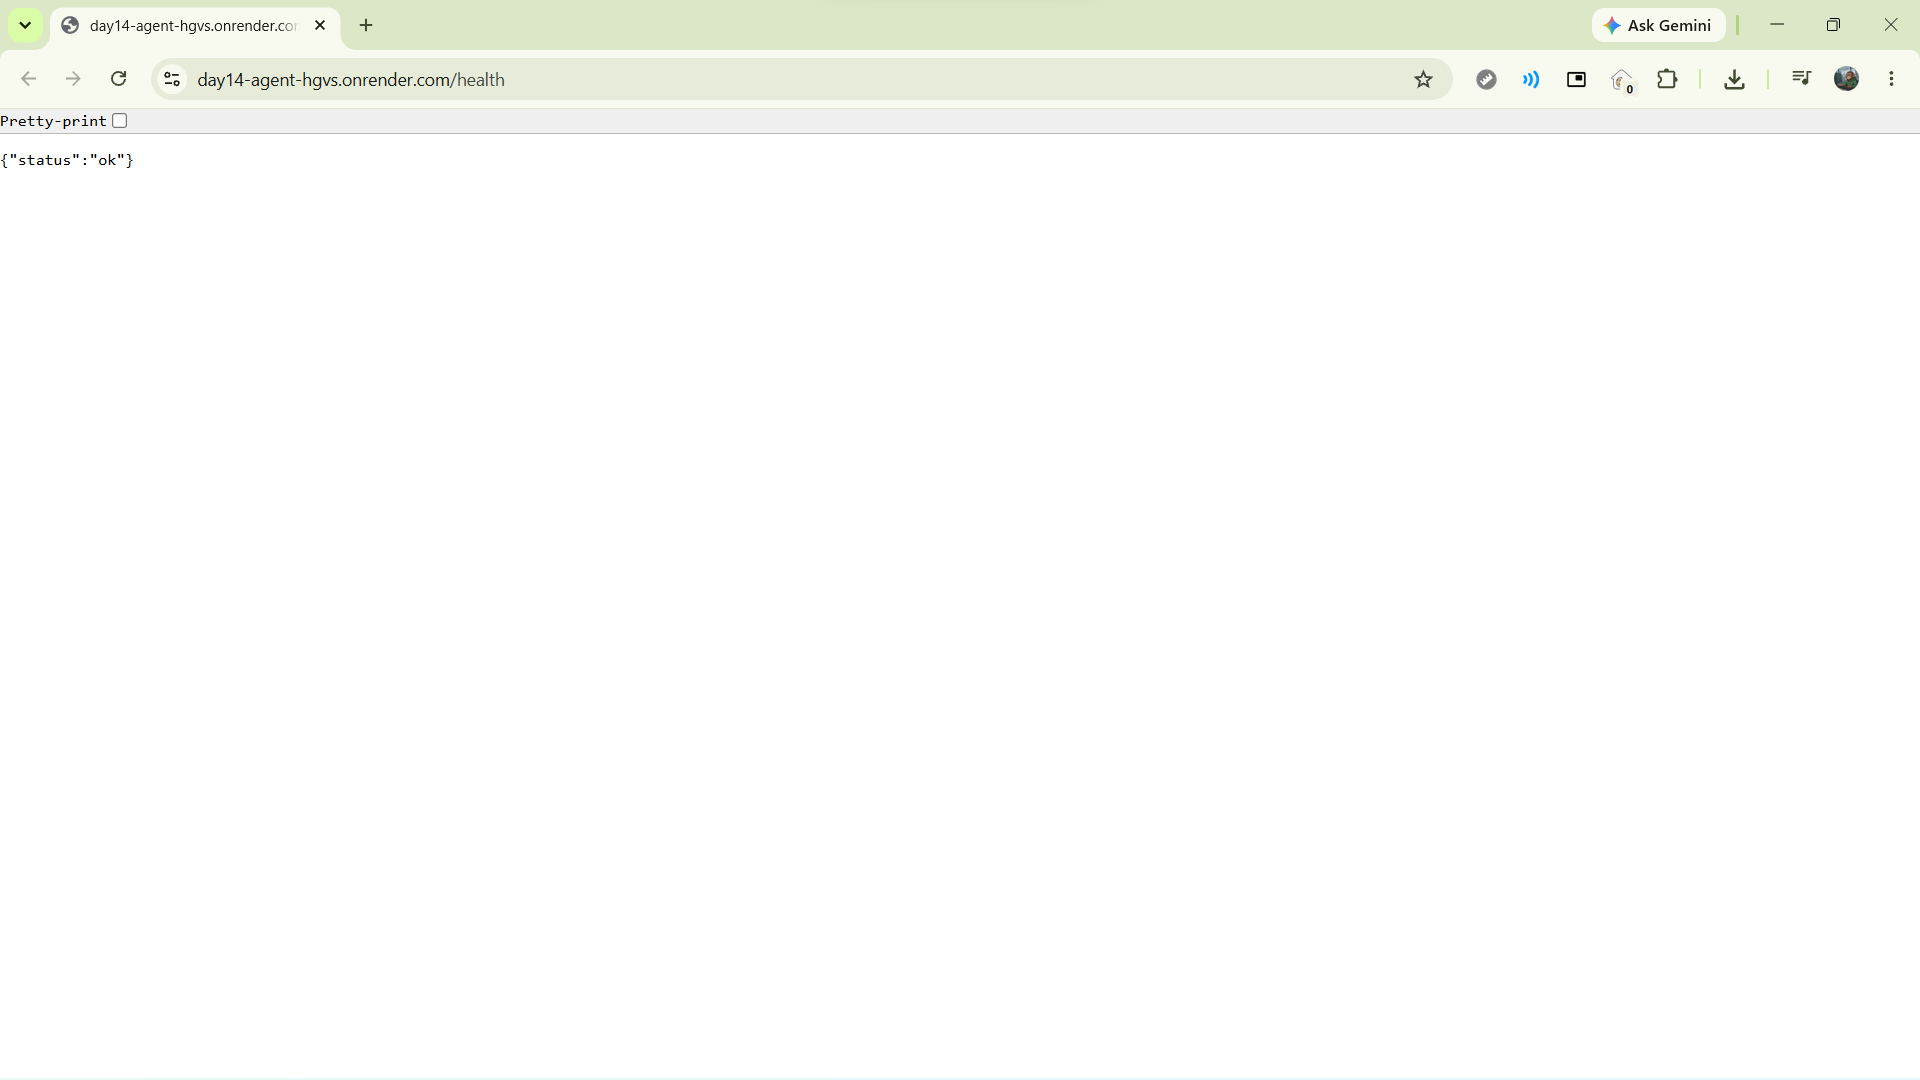 day14-agent-hgvs.onrender.co
Ask Gemini
day14-agent-hgvs.onrender.com/health
0
Pretty-print
{"status":"ok"}